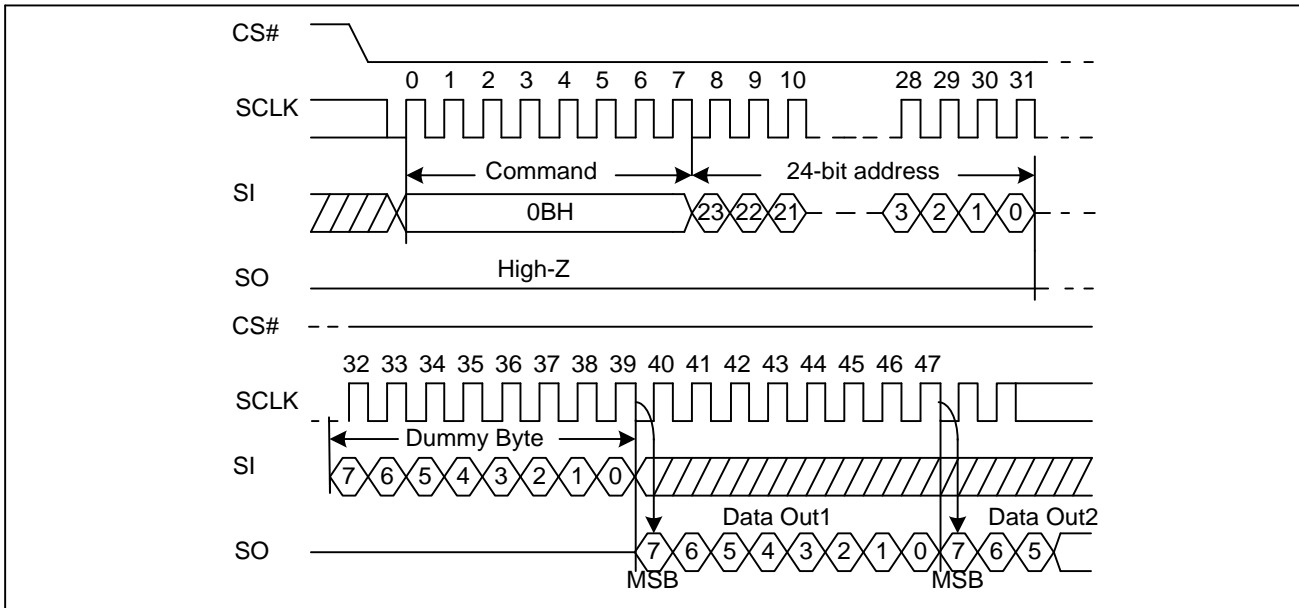 CS#
0 1 2 3 4 5 6 7 8 9 10 28 29 30 31
SCLK
Command 24-bit address
SI
0BH 23 22 21 3 2 1 0
High-Z
SO
CS#
32 33 34 35 36 37 38 39 40 41 42 43 44 45 46 47
SCLK
Dummy Byte
SI
7 6 5 4 3 2 1 0
Data Out1 Data Out2
SO
7 6 5 4 3 2 1 0 7 6 5
MSB MSB